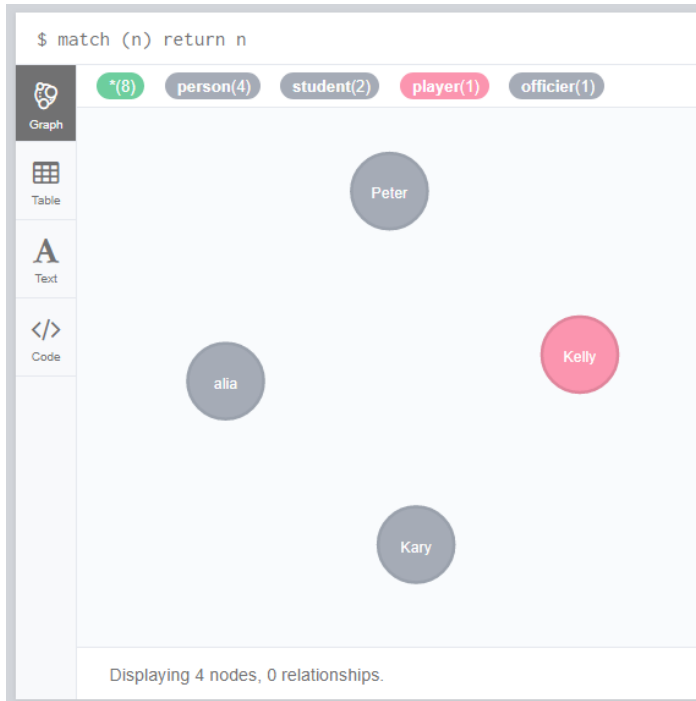 $ match (n) return n
*(8) person(4) student(2) player(1) officier(1)
Graph
Table
A
Text
</>
Code
Peter
Kelly
alia
Kary
Displaying 4 nodes, 0 relationships.